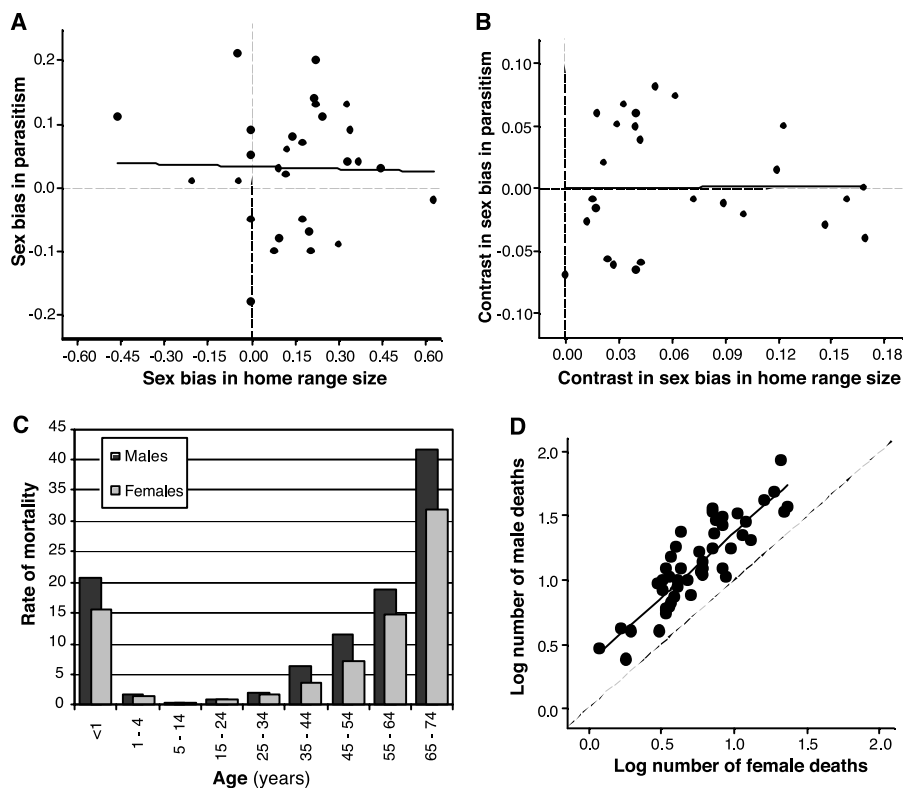 A
Sex bias in parasitism
0.2
0.1
0.0
-0.1
-0.2
-0.60 -0.45 -0.30 -0.15 0.00 0.15 0.30 0.45 0.60
Sex bias in home range size
B
Contrast in sex bias in parasitism
0.10
0.05
0.00
-0.05
-0.10
0.00 0.03 0.06 0.09 0.12 0.15 0.18
Contrast in sex bias in home range size
C
Rate of mortality
45
40
35
30
25
20
15
10
5
0
Males
Females
<1 1 - 4 5 - 14 15 - 24 25 - 34 35 - 44 45 - 54 55 - 64 65 - 74
Age (years)
D
Log number of male deaths
2.0
1.5
1.0
0.5
0.0
0.0 0.5 1.0 1.5 2.0
Log number of female deaths